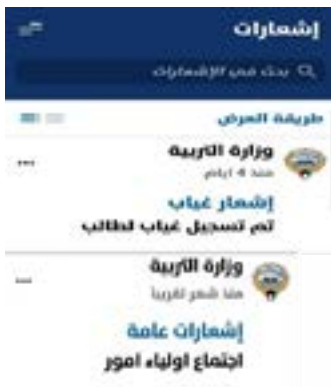 إشعارات
بحث في الإشعارات
طريقة العرض
وزارة التربية
منذ 4 أيام
إشعار غياب
تم تسجيل غياب لطالب
وزارة التربية
منذ شهر تقريبا
إشعارات عامة
اجتماع اولياء امور